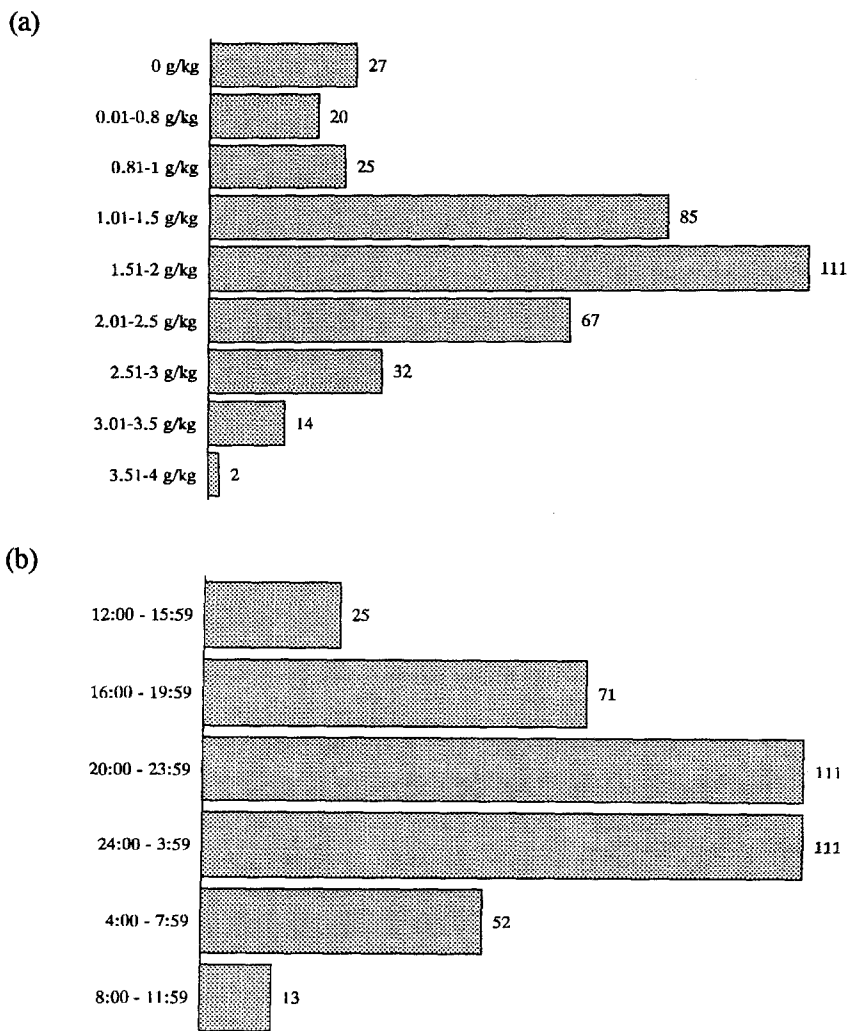 (a)
0 g/kg 27
0.01-0.8 g/kg 20
0.81-1 g/kg 25
1.01-1.5 g/kg 85
1.51-2 g/kg 111
2.01-2.5 g/kg 67
2.51-3 g/kg 32
3.01-3.5 g/kg 14
3.51-4 g/kg 2
(b)
12:00 - 15:59 25
16:00 - 19:59 71
20:00 - 23:59 111
24:00 - 3:59 111
4:00 - 7:59 52
8:00 - 11:59 13